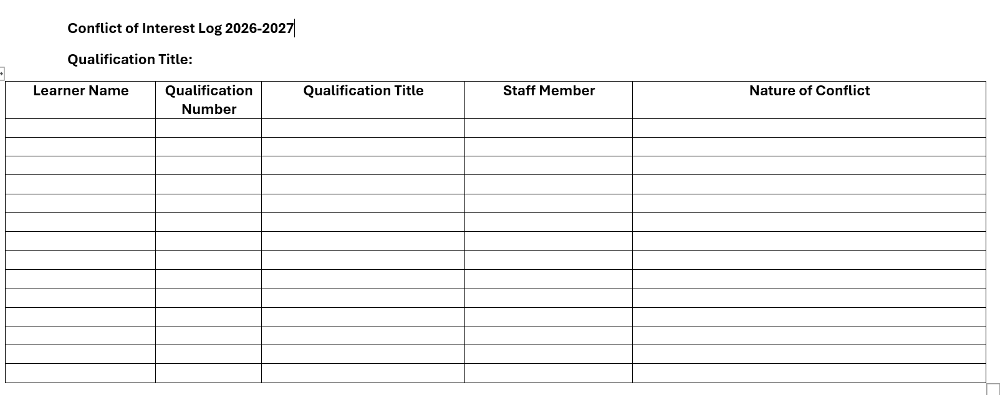 Conflict of Interest Log 2026-2027
Qualification Title:
Learner Name
Qualification
Number
Qualification Title
Staff Member
Nature of Conflict